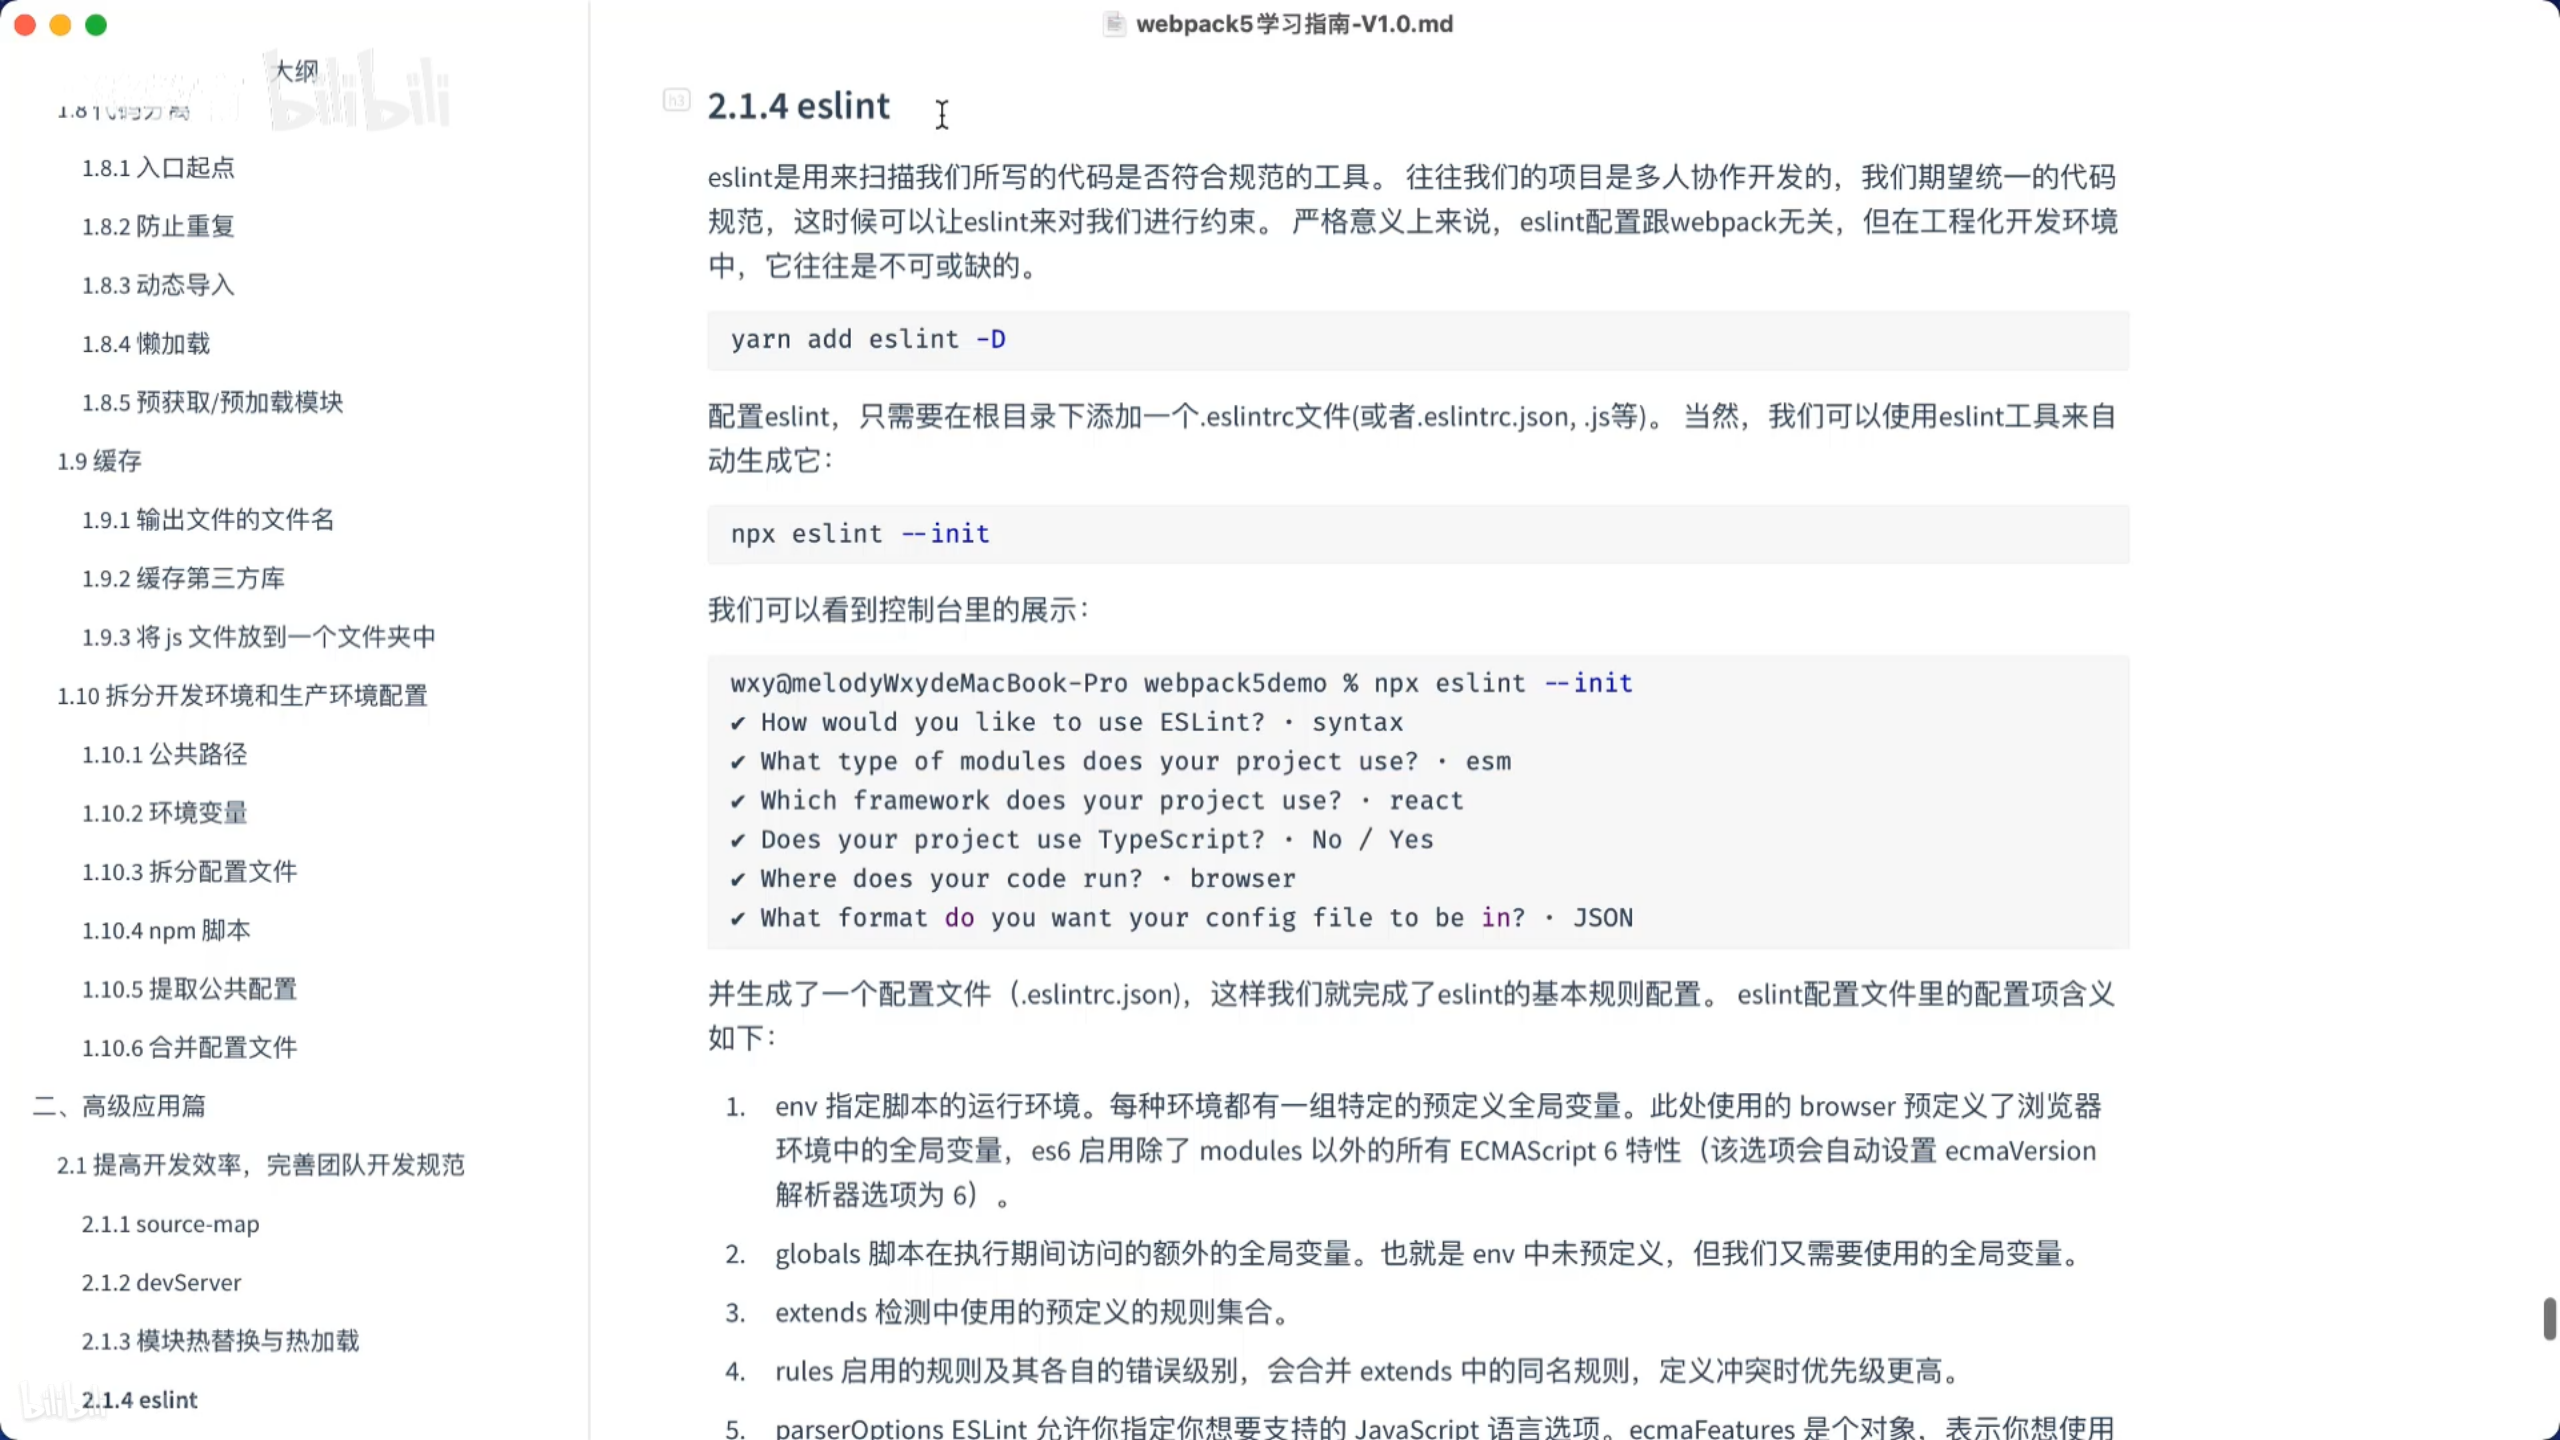 webpack5学习指南-V1.0.md
大纲
bilibili
1.8 代码分离
1.8.1 入口起点
1.8.2 防止重复
1.8.3 动态导入
1.8.4 懒加载
1.8.5 预获取/预加载模块
1.9 缓存
1.9.1 输出文件的文件名
1.9.2 缓存第三方库
1.9.3 将 js 文件放到一个文件夹中
1.10 拆分开发环境和生产环境配置
1.10.1 公共路径
1.10.2 环境变量
1.10.3 拆分配置文件
1.10.4 npm 脚本
1.10.5 提取公共配置
1.10.6 合并配置文件
二、高级应用篇
2.1 提高开发效率，完善团队开发规范
2.1.1 source-map
2.1.2 devServer
2.1.3 模块热替换与热加载
2.1.4 eslint
h3
2.1.4 eslint
eslint是用来扫描我们所写的代码是否符合规范的工具。 往往我们的项目是多人协作开发的，我们期望统一的代码
规范，这时候可以让eslint来对我们进行约束。 严格意义上来说，eslint配置跟webpack无关，但在工程化开发环境
中，它往往是不可或缺的。
yarn add eslint -D
配置eslint，只需要在根目录下添加一个.eslintrc文件(或者.eslintrc.json, .js等)。 当然，我们可以使用eslint工具来自
动生成它：
npx eslint --init
我们可以看到控制台里的展示：
wxy@melodyWxydeMacBook-Pro webpack5demo % npx eslint --init
✔ How would you like to use ESLint? · syntax
✔ What type of modules does your project use? · esm
✔ Which framework does your project use? · react
✔ Does your project use TypeScript? · No / Yes
✔ Where does your code run? · browser
✔ What format do you want your config file to be in? · JSON
并生成了一个配置文件（.eslintrc.json)，这样我们就完成了eslint的基本规则配置。 eslint配置文件里的配置项含义
如下：
1. env 指定脚本的运行环境。每种环境都有一组特定的预定义全局变量。此处使用的 browser 预定义了浏览器
环境中的全局变量，es6 启用除了 modules 以外的所有 ECMAScript 6 特性（该选项会自动设置 ecmaVersion
解析器选项为 6）。
2. globals 脚本在执行期间访问的额外的全局变量。也就是 env 中未预定义，但我们又需要使用的全局变量。
3. extends 检测中使用的预定义的规则集合。
4. rules 启用的规则及其各自的错误级别，会合并 extends 中的同名规则，定义冲突时优先级更高。
5. parserOptions ESLint 允许你指定你想要支持的 JavaScript 语言选项。ecmaFeatures 是个对象，表示你想使用